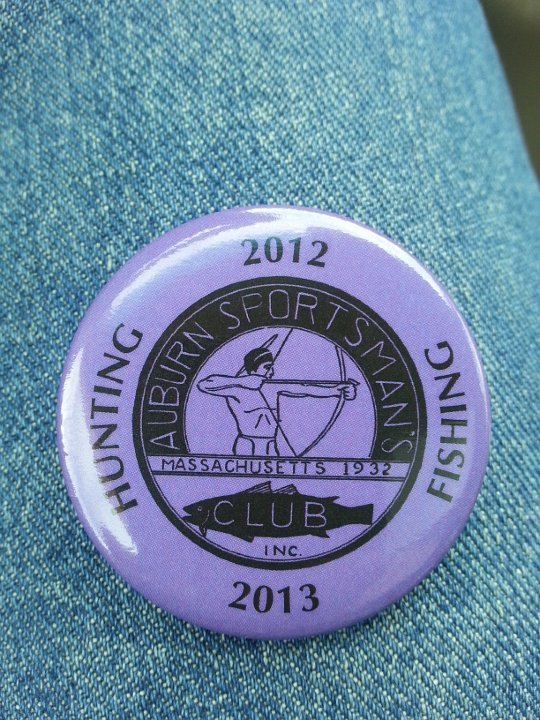 2012
HUNTING
FISHING
AUBURN SPORTSMAN'S
MASSACHUSETTS 1932
CLUB
INC.
2013